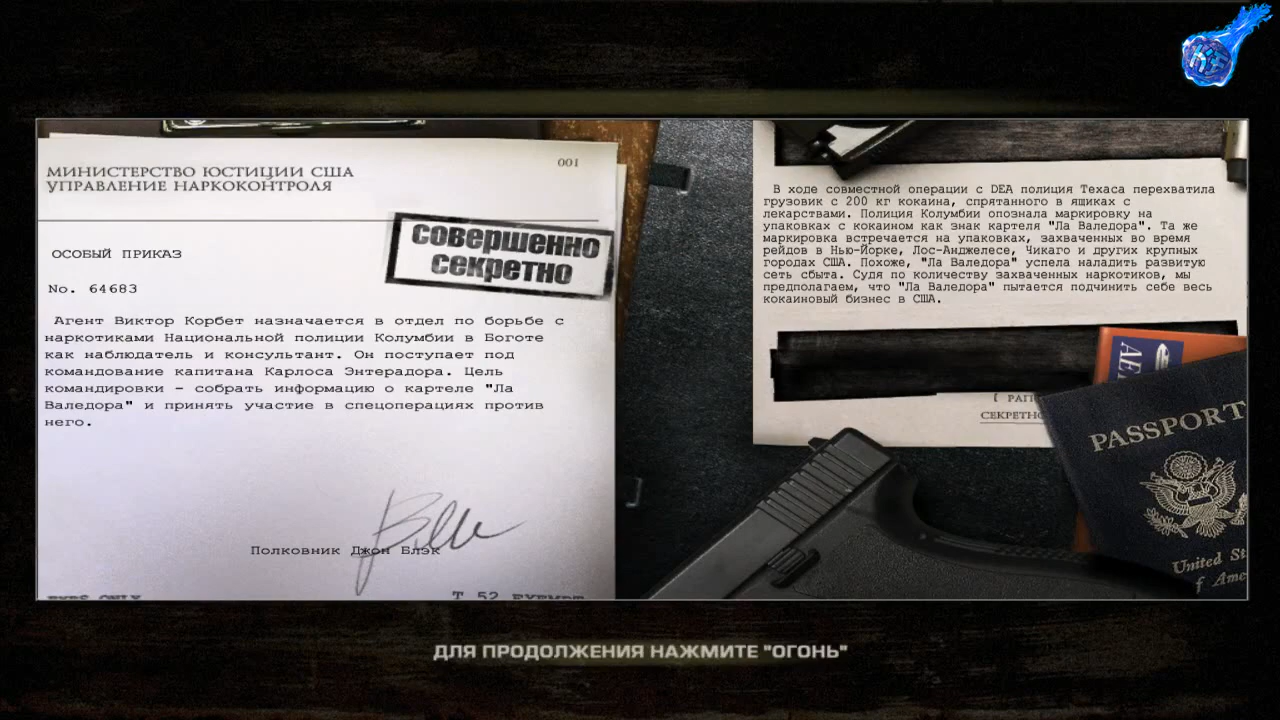 МИНИСТЕРСТВО ЮСТИЦИИ США
УПРАВЛЕНИЕ НАРКОКОНТРОЛЯ
001
совершенно
секретно
ОСОБЫЙ ПРИКАЗ
No. 64683
Агент Виктор Корбет назначается в отдел по борьбе с
наркотиками Национальной полиции Колумбии в Боготе
как наблюдатель и консультант. Он поступает под
командование капитана Карлоса Энтерадора. Цель
командировки - собрать информацию о картеле "Ла
Валедора" и принять участие в спецоперациях против
него.
Полковник Джон Блэк
EYES ONLY
В ходе совместной операции с DEA полиция Техаса перехватила
грузовик с 200 кг кокаина, спрятанного в ящиках с
лекарствами. Полиция Колумбии опознала маркировку на
упаковках с кокаином как знак картеля "Ла Валедора". Та же
маркировка встречается на упаковках, захваченных во время
рейдов в Нью-Йорке, Лос-Анджелесе, Чикаго и других крупных
городах США. Похоже, "Ла Валедора" успела наладить развитую
сеть сбыта. Судя по количеству захваченных наркотиков, мы
предполагаем, что "Ла Валедора" пытается подчинить себе весь
кокаиновый бизнес в США.
PASSPORT
United St
f Ame
ДЛЯ ПРОДОЛЖЕНИЯ НАЖМИТЕ "ОГОНЬ"